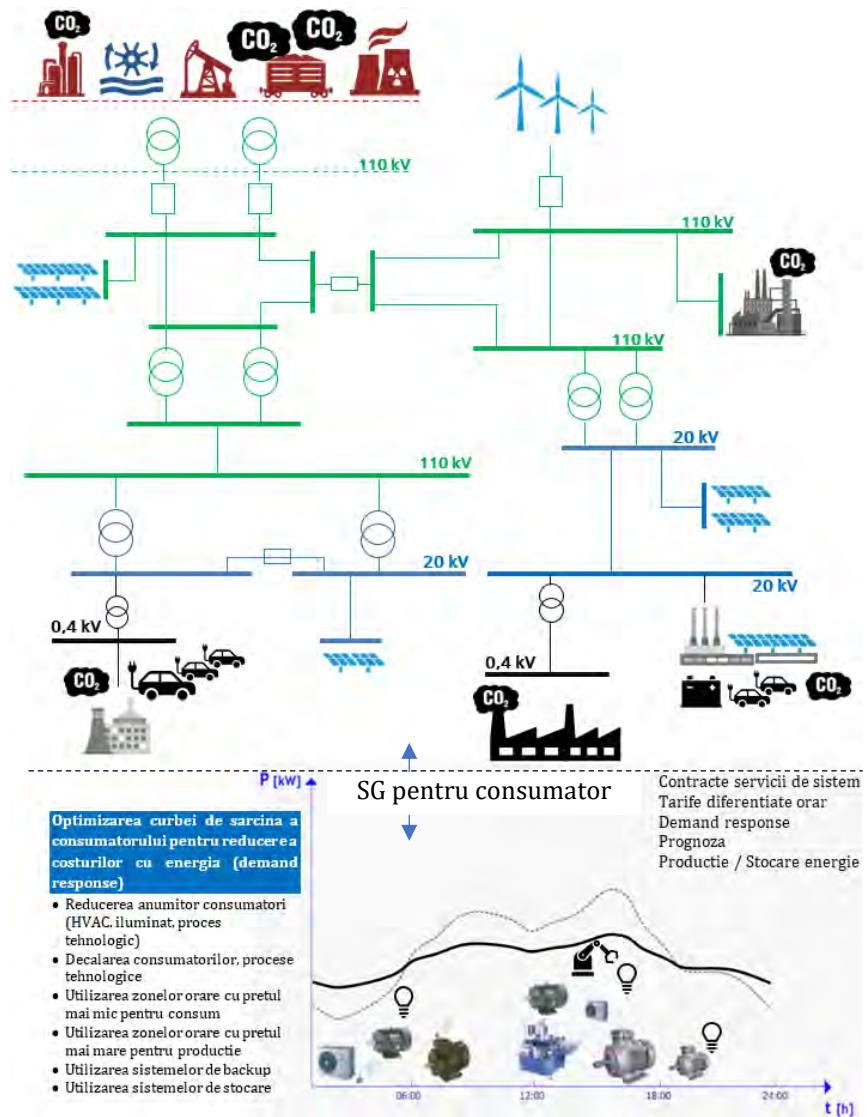 CO₂
CO₂
CO₂
110 kV
110 kV
CO₂
110 kV
20 kV
110 kV
20 kV
20 kV
0,4 kV
0,4 kV
CO₂
CO₂
CO₂
P [kW]
SG pentru consumator
Contracte servicii de sistem
Tarife diferentiate orar
Demand response
Prognoza
Productie / Stocare energie
Optimizarea curbei de sarcina a
consumatorului pentru reducerea
costurilor cu energia (demand
response)
• Reducerea anumitor consumatori
(HVAC, iluminat, proces
tehnologic)
• Decalarea consumatorilor, procese
tehnologice
• Utilizarea zonelor orare cu pretul
mai mic pentru consum
• Utilizarea zonelor orare cu pretul
mai mare pentru productie
• Utilizarea sistemelor de backup
• Utilizarea sistemelor de stocare
06:00
12:00
18:00
24:00
t [h]